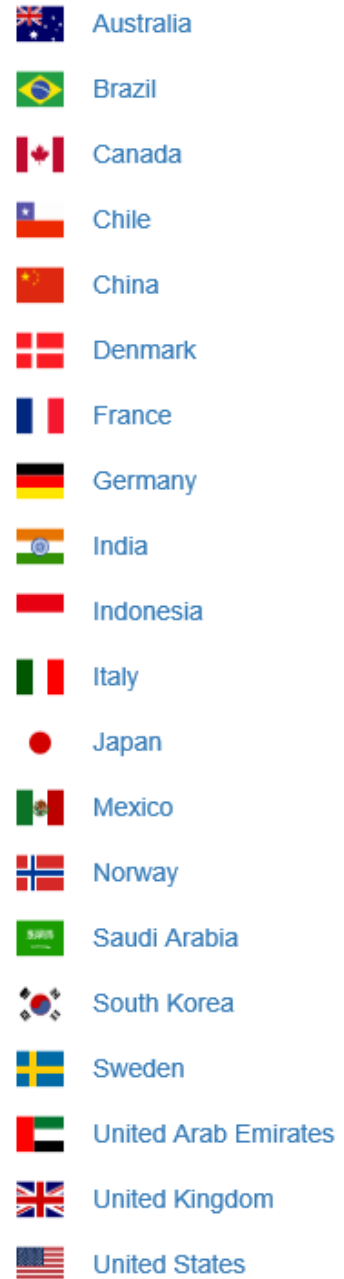 Australia
Brazil
Canada
Chile
China
Denmark
France
Germany
India
Indonesia
Italy
Japan
Mexico
Norway
Saudi Arabia
South Korea
Sweden
United Arab Emirates
United Kingdom
United States